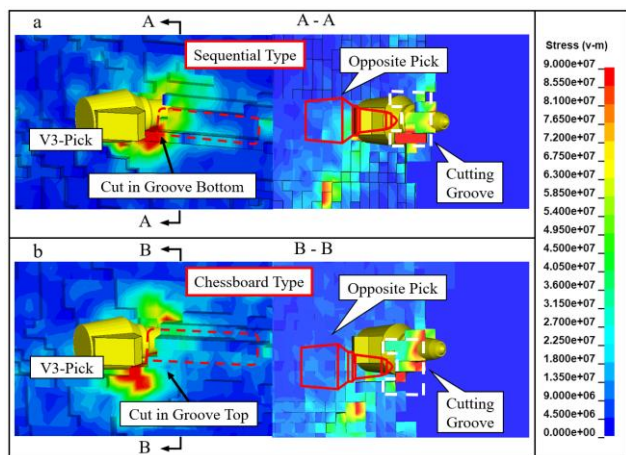 a
A
A - A
Sequential Type
Opposite Pick
V3-Pick
Cut in Groove Bottom
Cutting
Groove
A
b
B
B - B
Chessboard Type
Opposite Pick
V3-Pick
Cut in Groove Top
Cutting
Groove
B
Stress (v-m)
9.000e+07
8.550e+07
8.100e+07
7.650e+07
7.200e+07
6.750e+07
6.300e+07
5.850e+07
5.400e+07
4.950e+07
4.500e+07
4.050e+07
3.600e+07
3.150e+07
2.700e+07
2.250e+07
1.800e+07
1.350e+07
9.000e+06
4.500e+06
0.000e+00